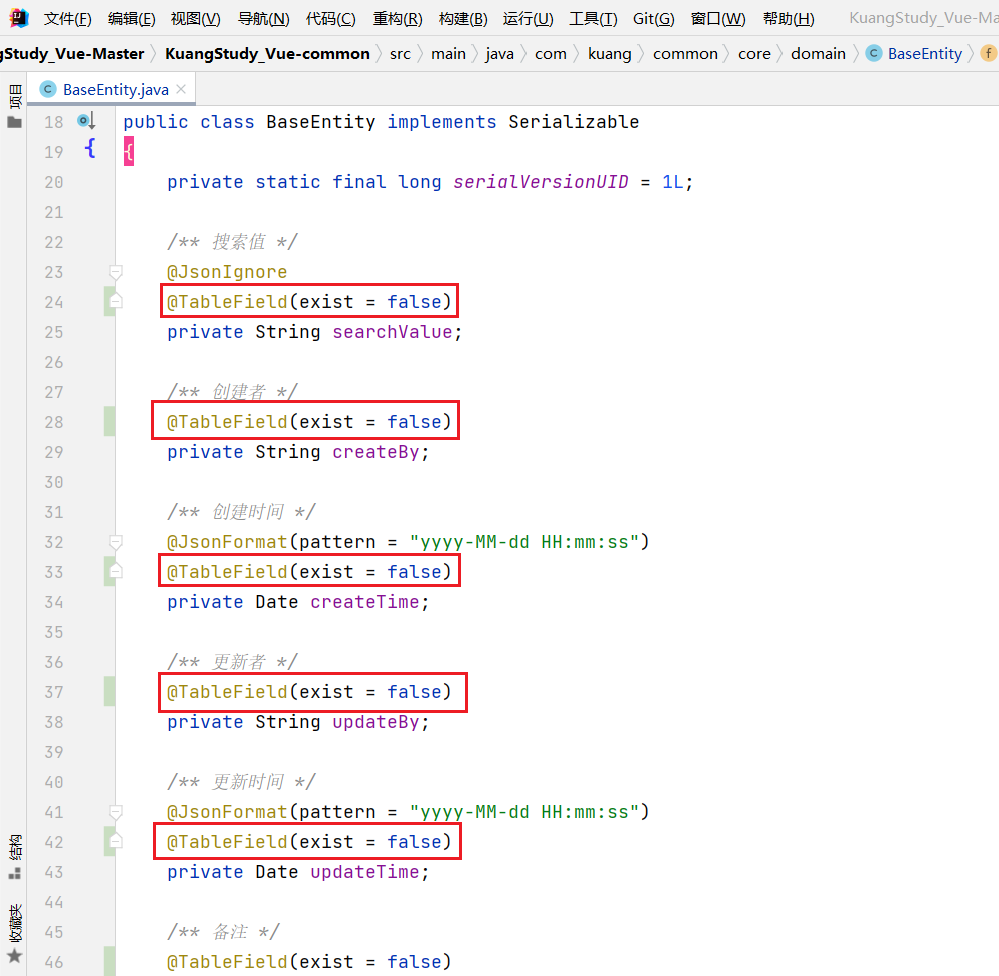 文件(F) 编辑(E) 视图(V) 导航(N) 代码(C) 重构(R) 构建(B) 运行(U) 工具(T) Git(G) 窗口(W) 帮助(H) KuangStudy_Vue-Ma
gStudy_Vue-Master KuangStudy_Vue-common src main java com kuang common core domain C BaseEntity f
项目
C BaseEntity.java ×
18 public class BaseEntity implements Serializable
19 { {
20 private static final long serialVersionUID = 1L;
21
22 /** 搜索值 */
23 @JsonIgnore
24 @TableField(exist = false)
25 private String searchValue;
26
27 /** 创建者 */
28 @TableField(exist = false)
29 private String createBy;
30
31 /** 创建时间 */
32 @JsonFormat(pattern = "yyyy-MM-dd HH:mm:ss")
33 @TableField(exist = false)
34 private Date createTime;
35
36 /** 更新者 */
37 @TableField(exist = false)
38 private String updateBy;
39
40 /** 更新时间 */
41 @JsonFormat(pattern = "yyyy-MM-dd HH:mm:ss")
42 @TableField(exist = false)
43 private Date updateTime;
44
45 /** 备注 */
46 @TableField(exist = false)
结构
收藏夹